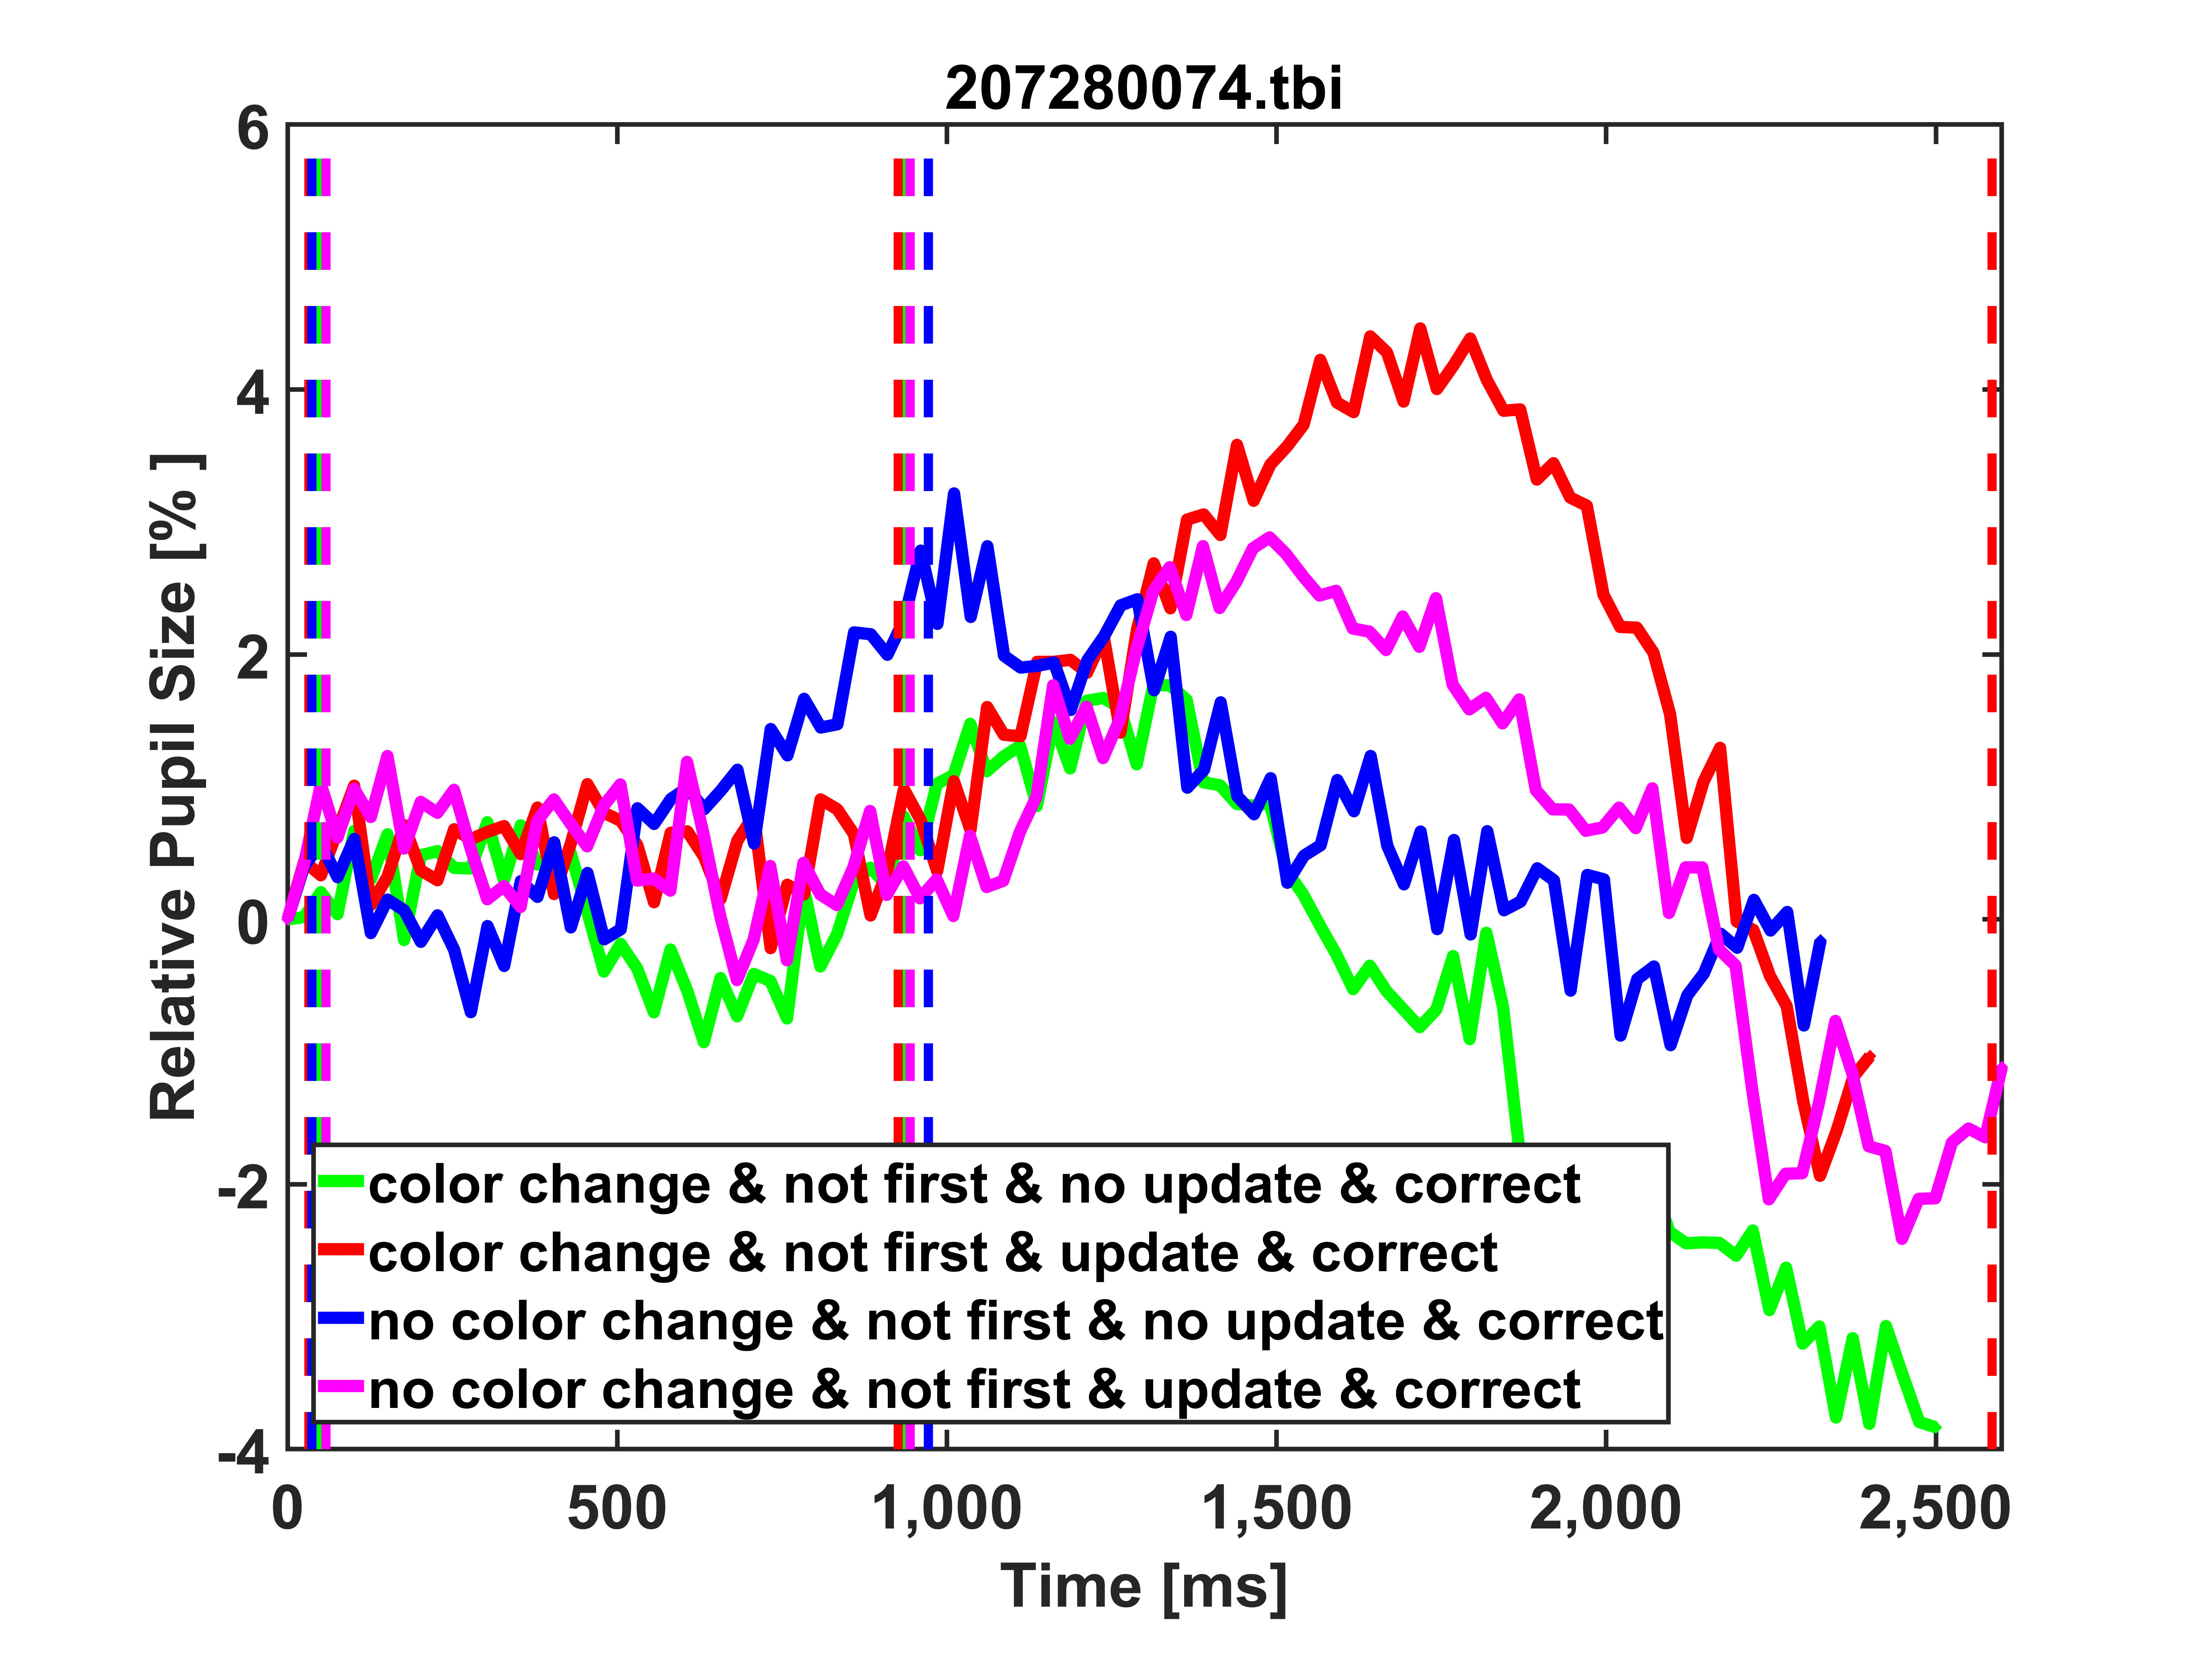 207280074.tbi
6
4
2
0
-2
-4
Relative Pupil Size [% ]
color change & not first & no update & correct
color change & not first & update & correct
no color change & not first & no update & correct
no color change & not first & update & correct
0 500 1,000 1,500 2,000 2,500
Time [ms]